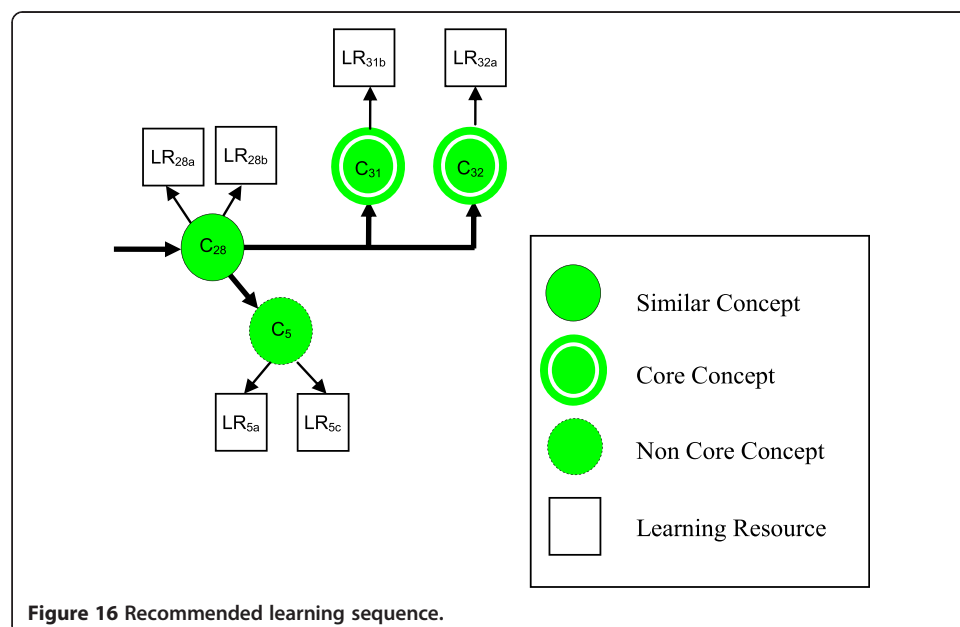 LR31b
LR32a
LR28a
LR28b
C31
C32
C28
C5
LR5a
LR5c
Similar Concept
Core Concept
Non Core Concept
Learning Resource
Figure 16 Recommended learning sequence.